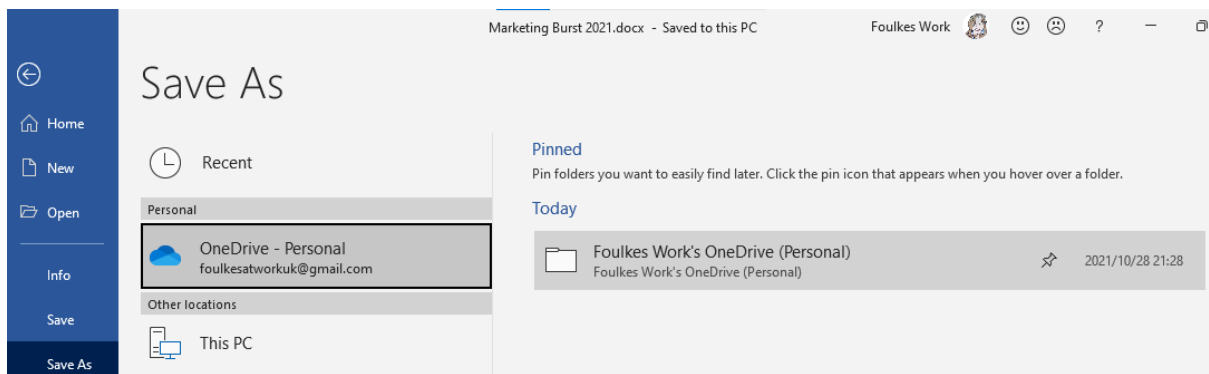 Marketing Burst 2021.docx - Saved to this PC
Foulkes Work
?
Save As
Home
New
Open
Info
Save
Save As
Recent
Personal
OneDrive - Personal
foulkesatworkuk@gmail.com
Other locations
This PC
Pinned
Pin folders you want to easily find later. Click the pin icon that appears when you hover over a folder.
Today
Foulkes Work's OneDrive (Personal)
Foulkes Work's OneDrive (Personal)
2021/10/28 21:28